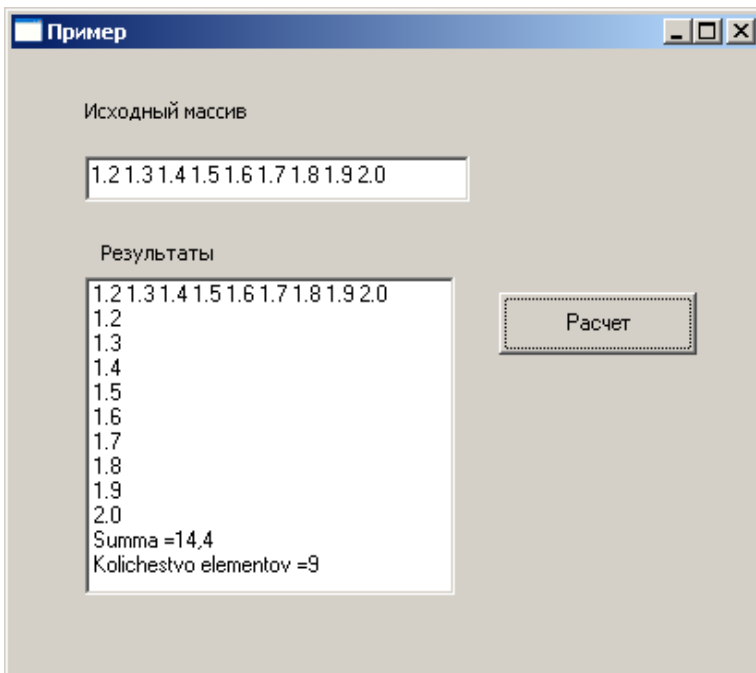 Пример
Исходный массив
1.2 1.3 1.4 1.5 1.6 1.7 1.8 1.9 2.0
Результаты
1.2 1.3 1.4 1.5 1.6 1.7 1.8 1.9 2.0
1.2
1.3
1.4
1.5
1.6
1.7
1.8
1.9
2.0
Summa =14,4
Kolichestvo elementov =9
Расчет